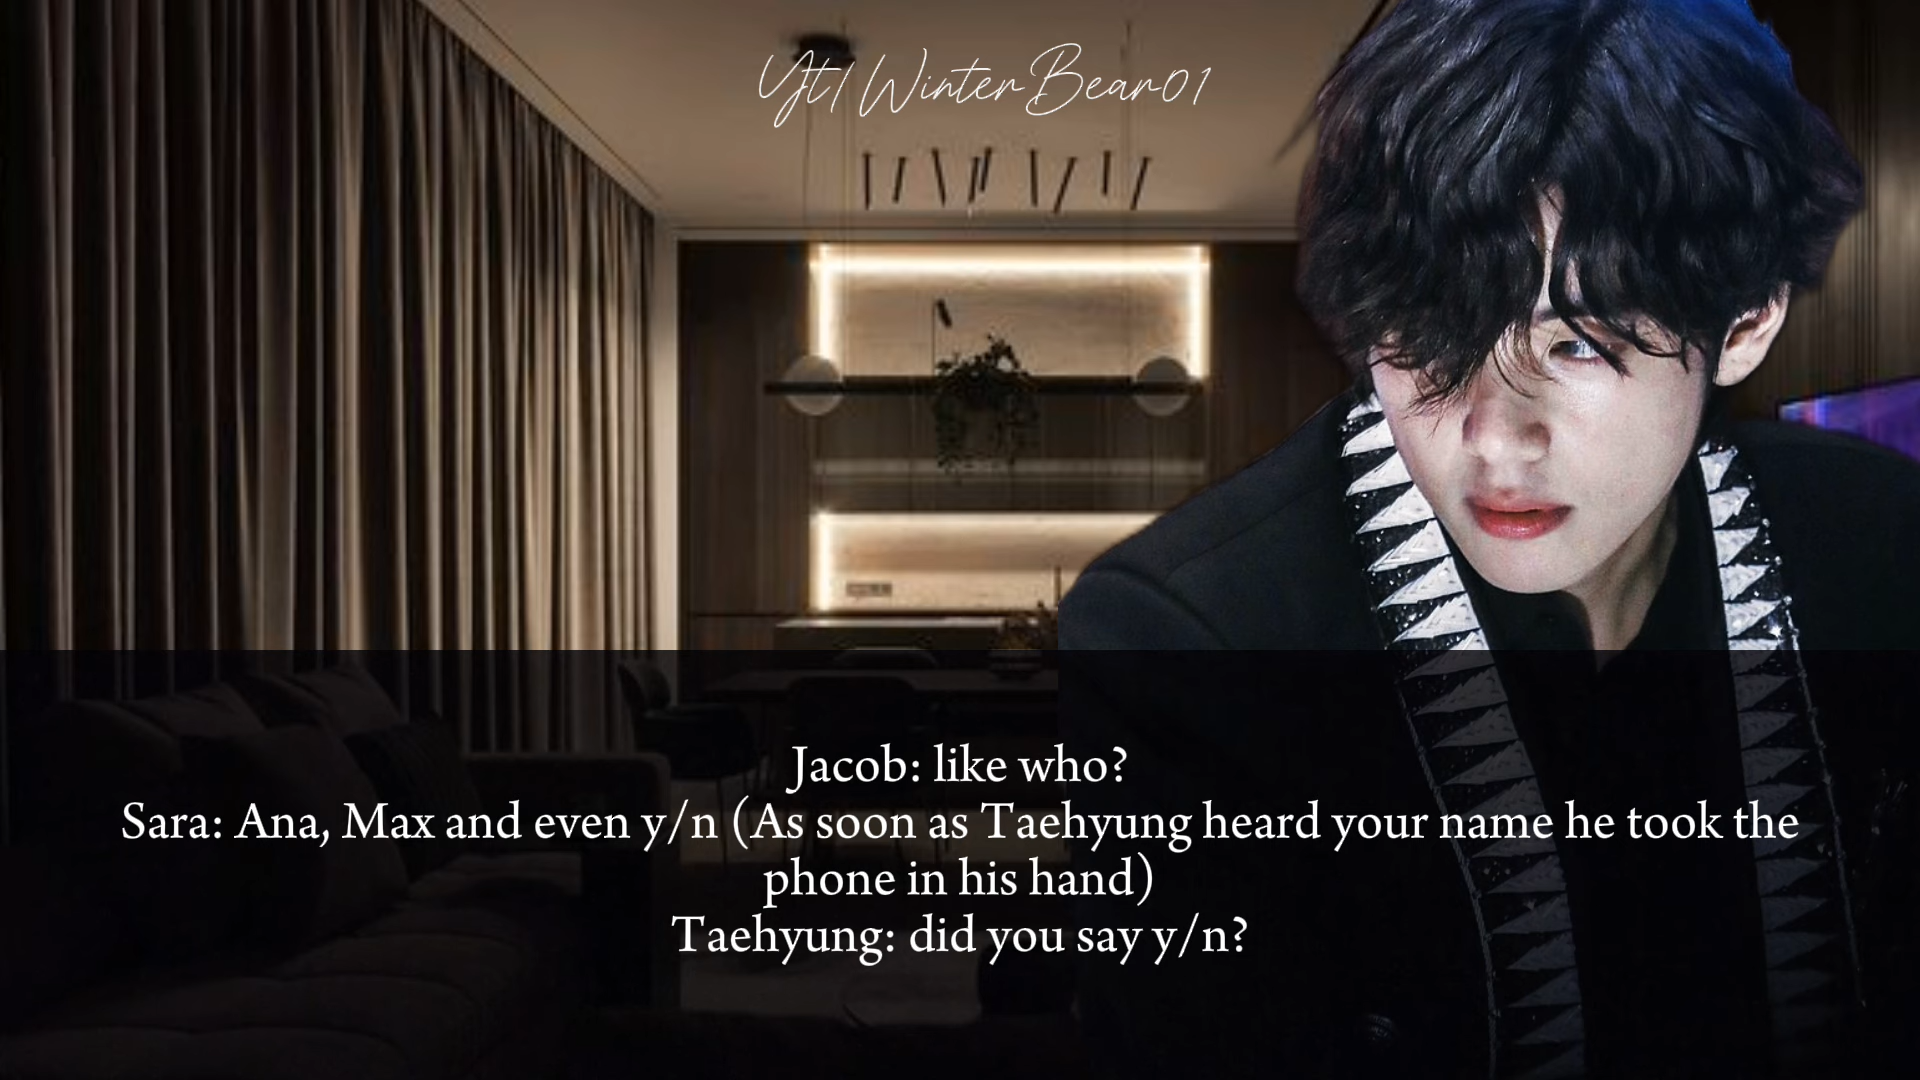 Yt/WinterBear01
Jacob: like who?
Sara: Ana, Max and even y/n (As soon as Taehyung heard your name he took the
phone in his hand)
Taehyung: did you say y/n?